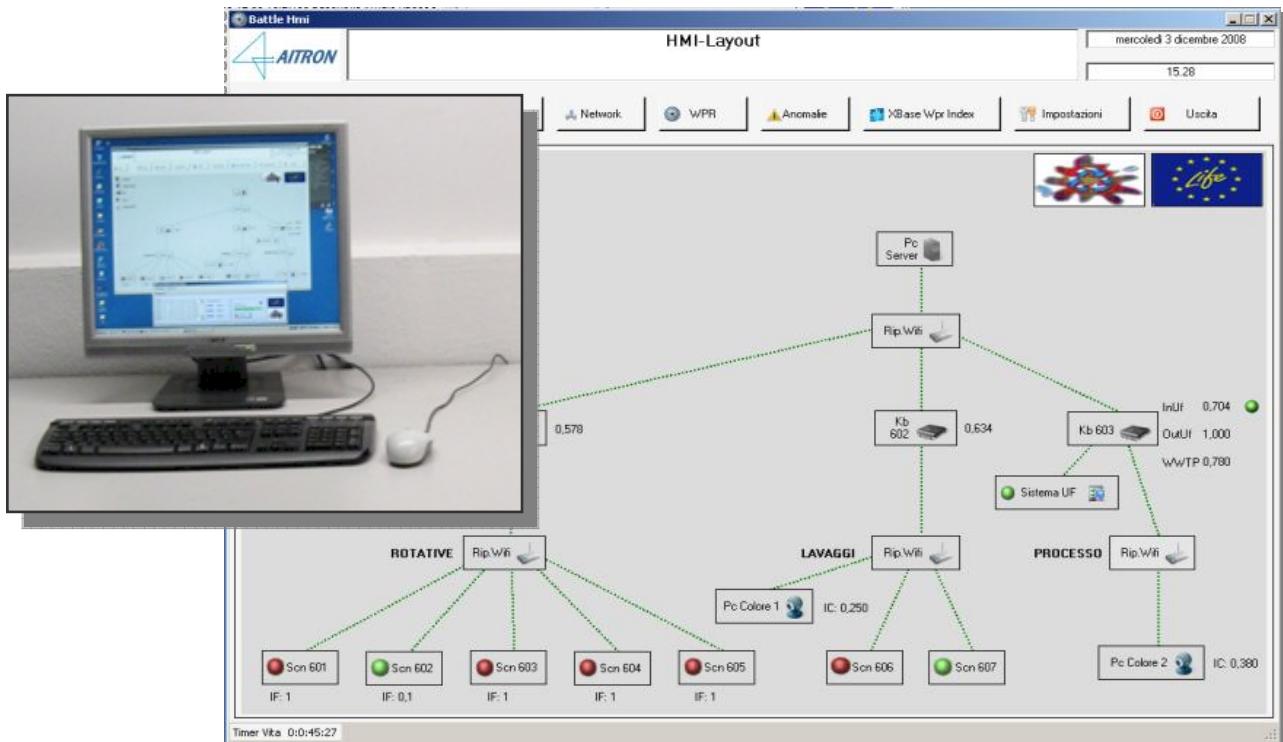 Battle Hmi
AITRON
HMI-Layout
mercoledì 3 dicembre 2008
15.28
Network
WPR
Anomalie
XBase Wpr Index
Impostazioni
Uscita
Life
Pc
Server
Rip.Wifi
0,578
Kb
602
0,634
Kb 603
InUf 0,704
OutUf 1,000
WWTP 0,780
Sistema UF
ROTATIVE
Rip.Wifi
LAVAGGI
Rip.Wifi
PROCESSO
Rip.Wifi
Pc Colore 1
IC: 0,250
Scn 601
Scn 602
Scn 603
Scn 604
Scn 605
Scn 606
Scn 607
Pc Colore 2
IC: 0,380
IF: 1
IF: 0,1
IF: 1
IF: 1
IF: 1
Timer Vita 0:0:45:27